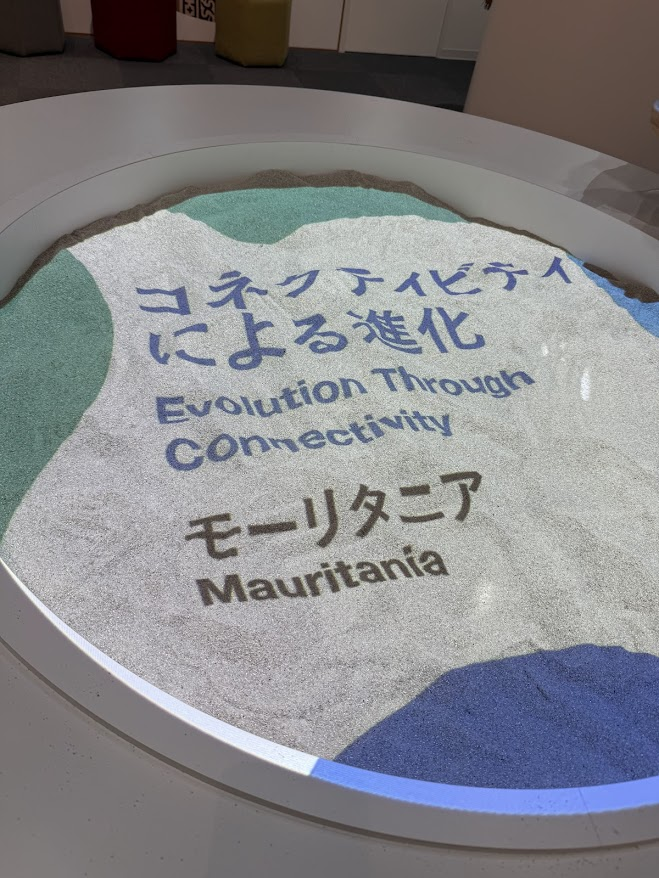 コネクティビティ
による進化
Evolution Through
Connectivity
モーリタニア
Mauritania